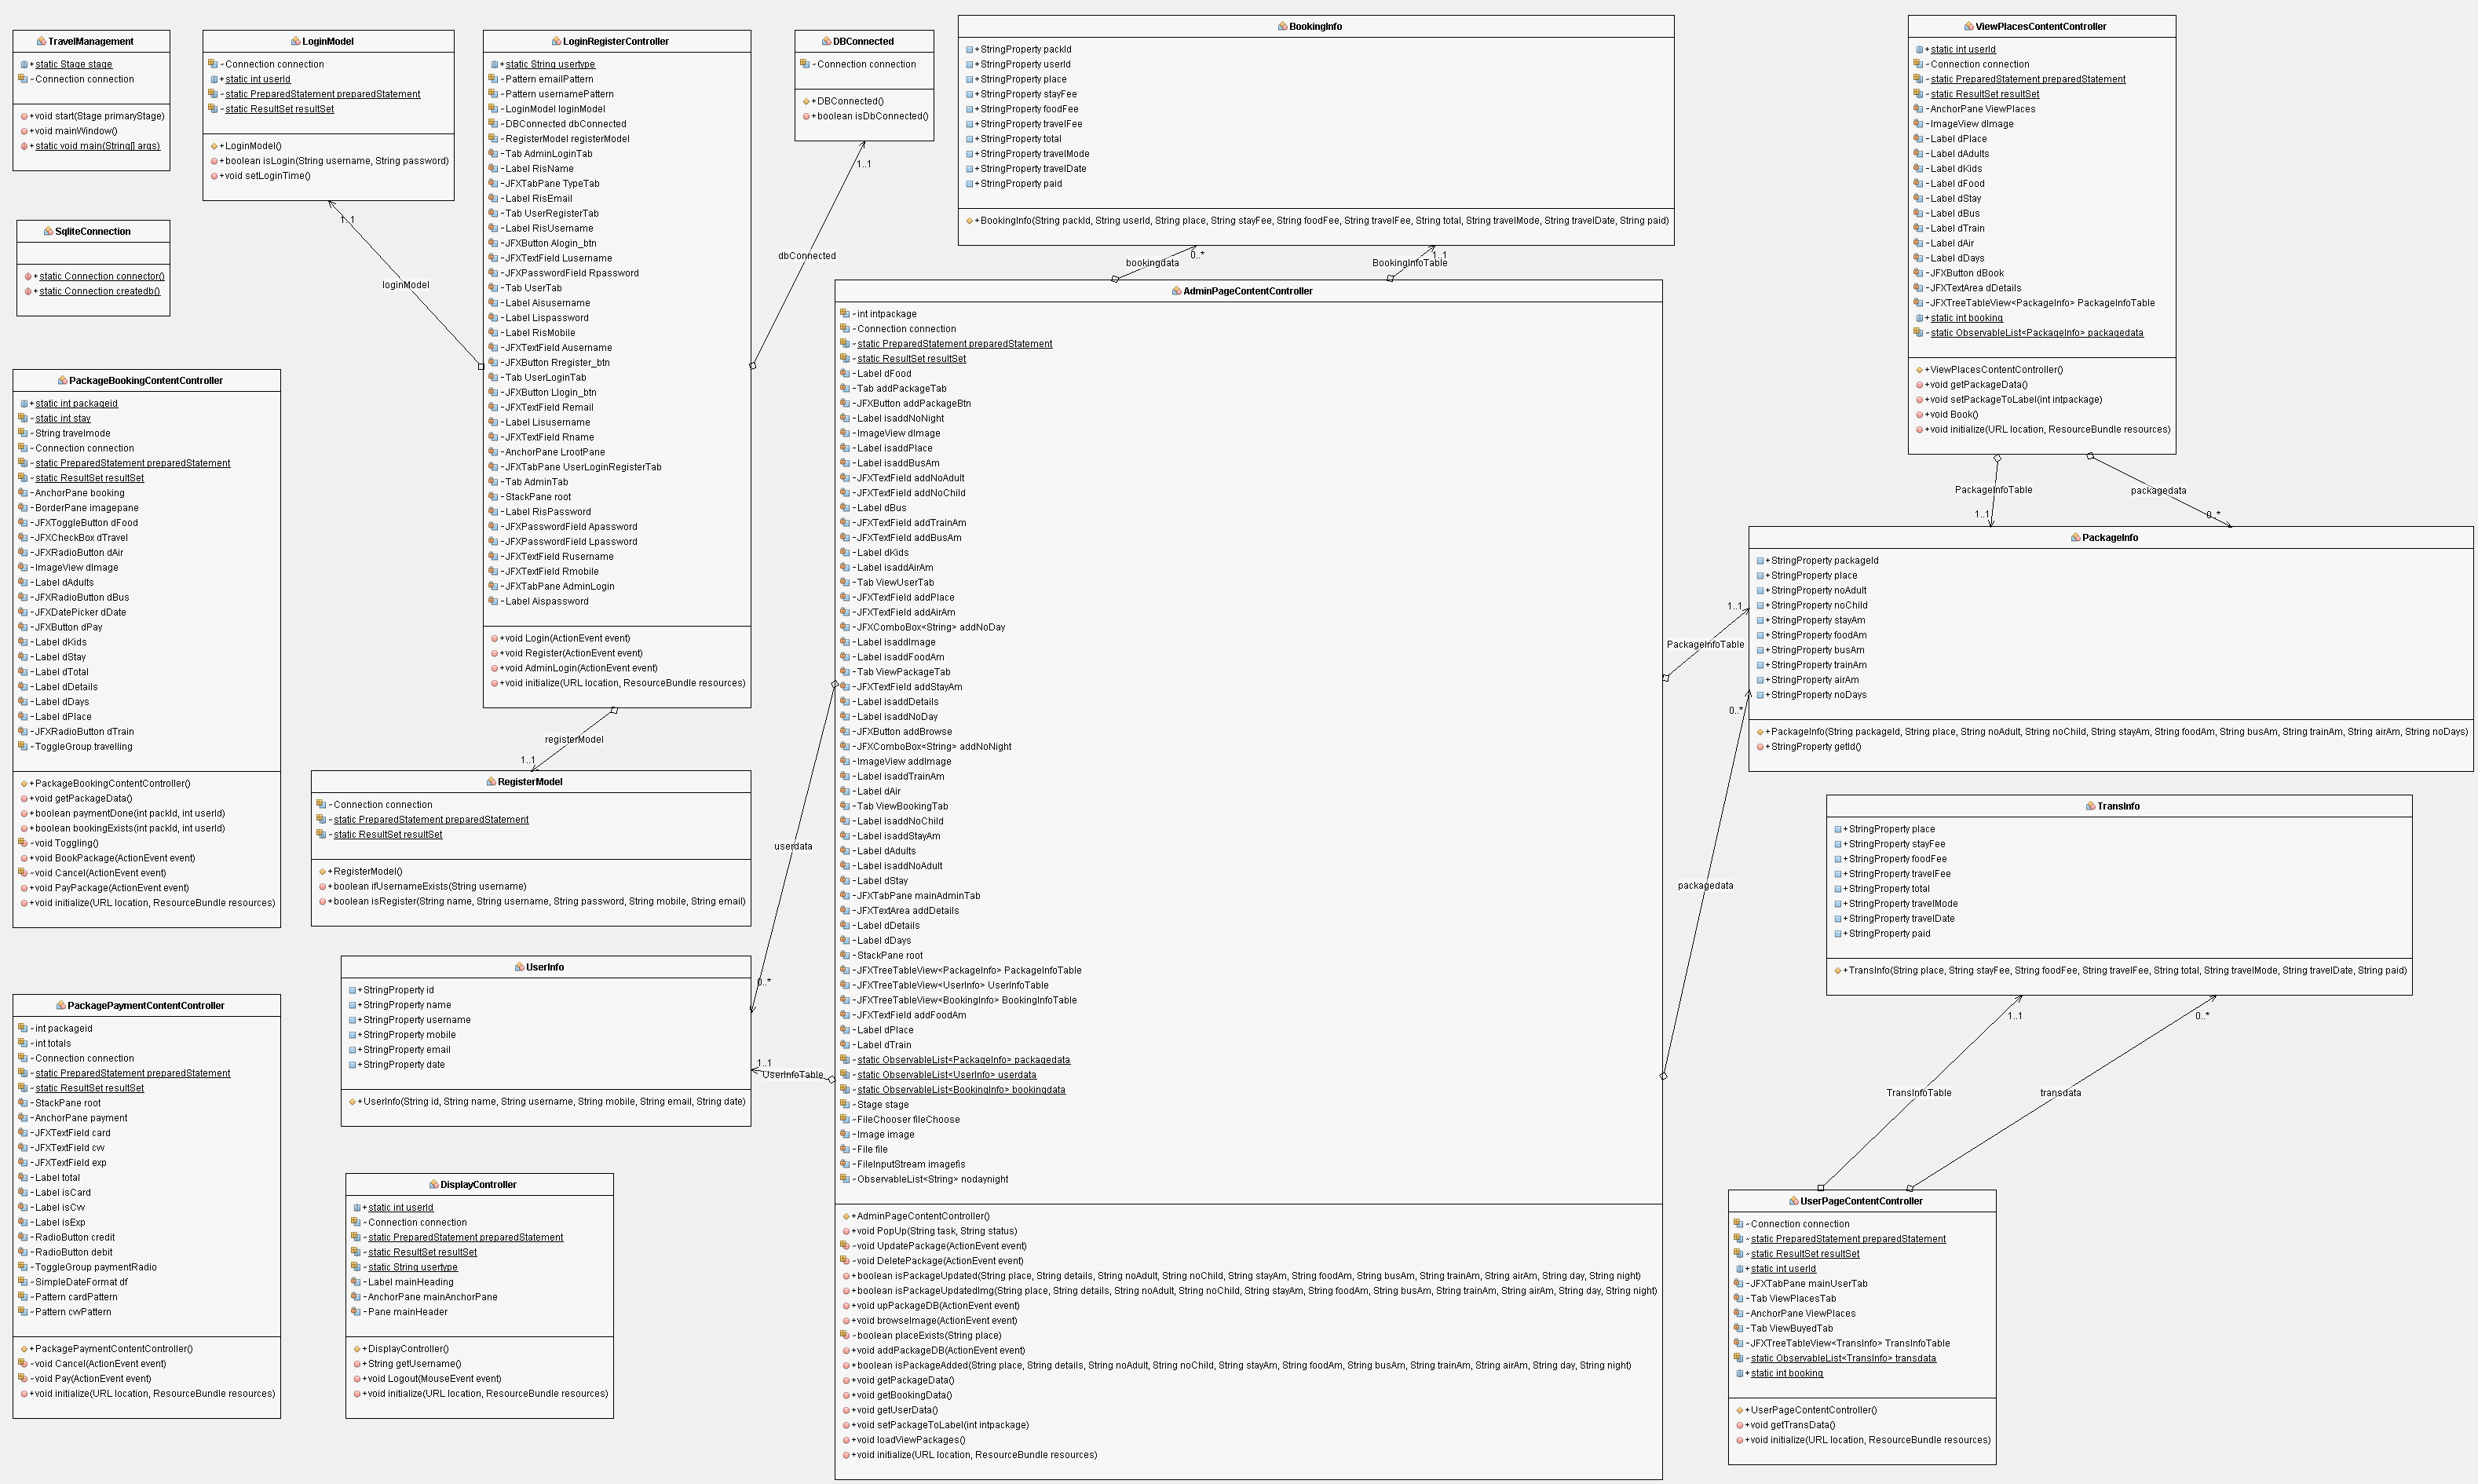 TravelManagement
+static Stage stage
~Connection connection
+void start(Stage primaryStage)
+void mainWindow()
+static void main(String[] args)
LoginModel
~Connection connection
+static int userId
~static PreparedStatement preparedStatement
~static ResultSet resultSet
+LoginModel()
+boolean isLogin(String username, String password)
+void setLoginTime()
LoginRegisterController
+static String usertype
~Pattern emailPattern
~Pattern usernamePattern
~LoginModel loginModel
~DBConnected dbConnected
~RegisterModel registerModel
-Tab AdminLoginTab
-Label RisName
-JFXTabPane TypeTab
-Label RisEmail
-Tab UserRegisterTab
-Label RisUsername
-JFXButton Alogin_btn
-JFXTextField Lusername
-JFXPasswordField Rpassword
-Tab UserTab
-Label Aisusername
-Label Lispassword
-Label RisMobile
-JFXTextField Ausername
-JFXButton Rregister_btn
-Tab UserLoginTab
-JFXButton Llogin_btn
-JFXTextField Remail
-Label Lisusername
-JFXTextField Rname
-AnchorPane LrootPane
-JFXTabPane UserLoginRegisterTab
-Tab AdminTab
-StackPane root
-Label RisPassword
-JFXPasswordField Apassword
-JFXPasswordField Lpassword
-JFXTextField Rusername
-JFXTextField Rmobile
-JFXTabPane AdminLogin
-Label Aispassword
+void Login(ActionEvent event)
+void Register(ActionEvent event)
+void AdminLogin(ActionEvent event)
+void initialize(URL location, ResourceBundle resources)
DBConnected
~Connection connection
+DBConnected()
+boolean isDbConnected()
BookingInfo
+StringProperty packId
+StringProperty userId
+StringProperty place
+StringProperty stayFee
+StringProperty foodFee
+StringProperty travelFee
+StringProperty total
+StringProperty travelMode
+StringProperty travelDate
+StringProperty paid
+BookingInfo(String packId, String userId, String place, String stayFee, String foodFee, String travelFee, String total, String travelMode, String travelDate, String paid)
ViewPlacesContentController
+static int userId
~Connection connection
~static PreparedStatement preparedStatement
~static ResultSet resultSet
-AnchorPane ViewPlaces
-ImageView dImage
-Label dPlace
-Label dAdults
-Label dKids
-Label dFood
-Label dStay
-Label dBus
-Label dTrain
-Label dAir
-Label dDays
-JFXButton dBook
-JFXTextArea dDetails
-JFXTreeTableView<PackageInfo> PackageInfoTable
+static int booking
~static ObservableList<PackageInfo> packagedata
+ViewPlacesContentController()
+void getPackageData()
+void setPackageToLabel(int intpackage)
+void Book()
+void initialize(URL location, ResourceBundle resources)
SqliteConnection
+static Connection connector()
+static Connection createdb()
1..1
loginModel
1..1
dbConnected
bookingdata
0..*
BookingInfoTable
1..1
PackageInfoTable
1..1
packagedata
0..*
PackageBookingContentController
+static int packageid
~static int stay
~String travelmode
~Connection connection
~static PreparedStatement preparedStatement
~static ResultSet resultSet
-AnchorPane booking
-BorderPane imagepane
-JFXToggleButton dFood
-JFXCheckBox dTravel
-JFXRadioButton dAir
-ImageView dImage
-Label dAdults
-JFXRadioButton dBus
-JFXDatePicker dDate
-JFXButton dPay
-Label dKids
-Label dStay
-Label dTotal
-Label dDetails
-Label dDays
-Label dPlace
-JFXRadioButton dTrain
~ToggleGroup travelling
+PackageBookingContentController()
+void getPackageData()
+boolean paymentDone(int packId, int userId)
+boolean bookingExists(int packId, int userId)
~void Toggling()
+void BookPackage(ActionEvent event)
~void Cancel(ActionEvent event)
+void PayPackage(ActionEvent event)
+void initialize(URL location, ResourceBundle resources)
AdminPageContentController
~int intpackage
~Connection connection
~static PreparedStatement preparedStatement
~static ResultSet resultSet
-Label dFood
-Tab addPackageTab
-JFXButton addPackageBtn
-Label isaddNoNight
-ImageView dImage
-Label isaddPlace
-Label isaddBusAm
-JFXTextField addNoAdult
-JFXTextField addNoChild
-Label dBus
-JFXTextField addTrainAm
-JFXTextField addBusAm
-Label dKids
-Label isaddAirAm
-Tab ViewUserTab
-JFXTextField addPlace
-JFXTextField addAirAm
-JFXComboBox<String> addNoDay
-Label isaddImage
-Label isaddFoodAm
-Tab ViewPackageTab
-JFXTextField addStayAm
-Label isaddDetails
-Label isaddNoDay
-JFXButton addBrowse
-JFXComboBox<String> addNoNight
-ImageView addImage
-Label isaddTrainAm
-Label dAir
-Tab ViewBookingTab
-Label isaddNoChild
-Label isaddStayAm
-Label dAdults
-Label isaddNoAdult
-Label dStay
-JFXTabPane mainAdminTab
-JFXTextArea addDetails
-Label dDetails
-Label dDays
-StackPane root
-JFXTreeTableView<PackageInfo> PackageInfoTable
-JFXTreeTableView<UserInfo> UserInfoTable
-JFXTreeTableView<BookingInfo> BookingInfoTable
-JFXTextField addFoodAm
-Label dPlace
-Label dTrain
~static ObservableList<PackageInfo> packagedata
~static ObservableList<UserInfo> userdata
~static ObservableList<BookingInfo> bookingdata
~Stage stage
~FileChooser fileChoose
-Image image
-File file
-FileInputStream imagefis
~ObservableList<String> nodaynight
+AdminPageContentController()
+void PopUp(String task, String status)
~void UpdatePackage(ActionEvent event)
~void DeletePackage(ActionEvent event)
+boolean isPackageUpdated(String place, String details, String noAdult, String noChild, String stayAm, String foodAm, String busAm, String trainAm, String airAm, String day, String night)
+boolean isPackageUpdatedImg(String place, String details, String noAdult, String noChild, String stayAm, String foodAm, String busAm, String trainAm, String airAm, String day, String night)
+void upPackageDB(ActionEvent event)
+void browseImage(ActionEvent event)
~boolean placeExists(String place)
+void addPackageDB(ActionEvent event)
+boolean isPackageAdded(String place, String details, String noAdult, String noChild, String stayAm, String foodAm, String busAm, String trainAm, String airAm, String day, String night)
+void getPackageData()
+void getBookingData()
+void getUserData()
+void setPackageToLabel(int intpackage)
+void loadViewPackages()
+void initialize(URL location, ResourceBundle resources)
PackageInfo
+StringProperty packageId
+StringProperty place
+StringProperty noAdult
+StringProperty noChild
+StringProperty stayAm
+StringProperty foodAm
+StringProperty busAm
+StringProperty trainAm
+StringProperty airAm
+StringProperty noDays
+PackageInfo(String packageId, String place, String noAdult, String noChild, String stayAm, String foodAm, String busAm, String trainAm, String airAm, String noDays)
+StringProperty getId()
1..1
PackageInfoTable
0..*
packagedata
registerModel
1..1
RegisterModel
~Connection connection
~static PreparedStatement preparedStatement
~static ResultSet resultSet
+RegisterModel()
+boolean ifUsernameExists(String username)
+boolean isRegister(String name, String username, String password, String mobile, String email)
userdata
0..*
1..1
UserInfoTable
UserInfo
+StringProperty id
+StringProperty name
+StringProperty username
+StringProperty mobile
+StringProperty email
+StringProperty date
+UserInfo(String id, String name, String username, String mobile, String email, String date)
TransInfo
+StringProperty place
+StringProperty stayFee
+StringProperty foodFee
+StringProperty travelFee
+StringProperty total
+StringProperty travelMode
+StringProperty travelDate
+StringProperty paid
+TransInfo(String place, String stayFee, String foodFee, String travelFee, String total, String travelMode, String travelDate, String paid)
1..1
0..*
TransInfoTable
transdata
PackagePaymentContentController
~int packageid
~int totals
~Connection connection
~static PreparedStatement preparedStatement
~static ResultSet resultSet
-StackPane root
-AnchorPane payment
-JFXTextField card
-JFXTextField cvv
-JFXTextField exp
-Label total
-Label isCard
-Label isCvv
-Label isExp
-RadioButton credit
-RadioButton debit
~ToggleGroup paymentRadio
~SimpleDateFormat df
~Pattern cardPattern
~Pattern cvvPattern
+PackagePaymentContentController()
~void Cancel(ActionEvent event)
~void Pay(ActionEvent event)
+void initialize(URL location, ResourceBundle resources)
DisplayController
+static int userId
~Connection connection
~static PreparedStatement preparedStatement
~static ResultSet resultSet
~static String usertype
-Label mainHeading
-AnchorPane mainAnchorPane
-Pane mainHeader
+DisplayController()
+String getUsername()
+void Logout(MouseEvent event)
+void initialize(URL location, ResourceBundle resources)
UserPageContentController
~Connection connection
~static PreparedStatement preparedStatement
~static ResultSet resultSet
+static int userId
-JFXTabPane mainUserTab
-Tab ViewPlacesTab
-AnchorPane ViewPlaces
-Tab ViewBuyedTab
-JFXTreeTableView<TransInfo> TransInfoTable
~static ObservableList<TransInfo> transdata
+static int booking
+UserPageContentController()
+void getTransData()
+void initialize(URL location, ResourceBundle resources)